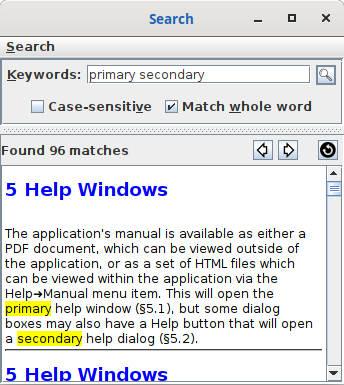 Search
Search
Keywords: primary secondary
Case-sensitive Match whole word
Found 96 matches
5 Help Windows
The application's manual is available as either a
PDF document, which can be viewed outside of
the application, or as a set of HTML files which
can be viewed within the application via the
Help➜Manual menu item. This will open the
primary help window (§5.1), but some dialog
boxes may also have a Help button that will open
a secondary help dialog (§5.2).
5 Help Windows